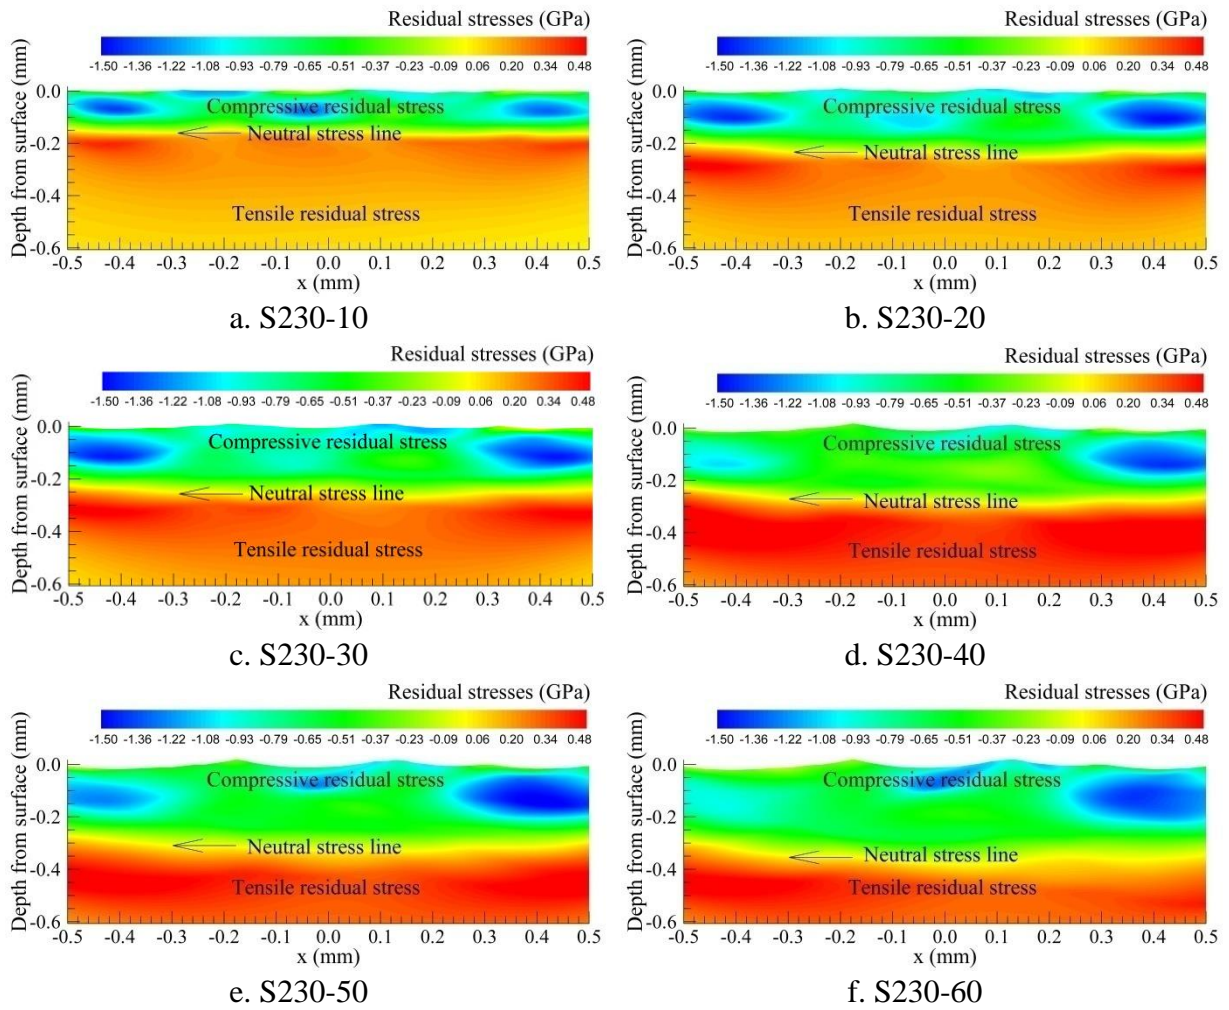 Residual stresses (GPa)
-1.50 -1.36 -1.22 -1.08 -0.93 -0.79 -0.65 -0.51 -0.37 -0.23 -0.09 0.06 0.20 0.34 0.48
Depth from surface (mm)
0.0
-0.2
-0.4
-0.6
Compressive residual stress
Neutral stress line
Tensile residual stress
-0.5 -0.4 -0.3 -0.2 -0.1 0.0 0.1 0.2 0.3 0.4 0.5
x (mm)
a. S230-10
Residual stresses (GPa)
-1.50 -1.36 -1.22 -1.08 -0.93 -0.79 -0.65 -0.51 -0.37 -0.23 -0.09 0.06 0.20 0.34 0.48
Depth from surface (mm)
0.0
-0.2
-0.4
-0.6
Compressive residual stress
Neutral stress line
Tensile residual stress
-0.5 -0.4 -0.3 -0.2 -0.1 0.0 0.1 0.2 0.3 0.4 0.5
x (mm)
b. S230-20
Residual stresses (GPa)
-1.50 -1.36 -1.22 -1.08 -0.93 -0.79 -0.65 -0.51 -0.37 -0.23 -0.09 0.06 0.20 0.34 0.48
Depth from surface (mm)
0.0
-0.2
-0.4
-0.6
Compressive residual stress
Neutral stress line
Tensile residual stress
-0.5 -0.4 -0.3 -0.2 -0.1 0.0 0.1 0.2 0.3 0.4 0.5
x (mm)
c. S230-30
Residual stresses (GPa)
-1.50 -1.36 -1.22 -1.08 -0.93 -0.79 -0.65 -0.51 -0.37 -0.23 -0.09 0.06 0.20 0.34 0.48
Depth from surface (mm)
0.0
-0.2
-0.4
-0.6
Compressive residual stress
Neutral stress line
Tensile residual stress
-0.5 -0.4 -0.3 -0.2 -0.1 0.0 0.1 0.2 0.3 0.4 0.5
x (mm)
d. S230-40
Residual stresses (GPa)
-1.50 -1.36 -1.22 -1.08 -0.93 -0.79 -0.65 -0.51 -0.37 -0.23 -0.09 0.06 0.20 0.34 0.48
Depth from surface (mm)
0.0
-0.2
-0.4
-0.6
Compressive residual stress
Neutral stress line
Tensile residual stress
-0.5 -0.4 -0.3 -0.2 -0.1 0.0 0.1 0.2 0.3 0.4 0.5
x (mm)
e. S230-50
Residual stresses (GPa)
-1.50 -1.36 -1.22 -1.08 -0.93 -0.79 -0.65 -0.51 -0.37 -0.23 -0.09 0.06 0.20 0.34 0.48
Depth from surface (mm)
0.0
-0.2
-0.4
-0.6
Compressive residual stress
Neutral stress line
Tensile residual stress
-0.5 -0.4 -0.3 -0.2 -0.1 0.0 0.1 0.2 0.3 0.4 0.5
x (mm)
f. S230-60